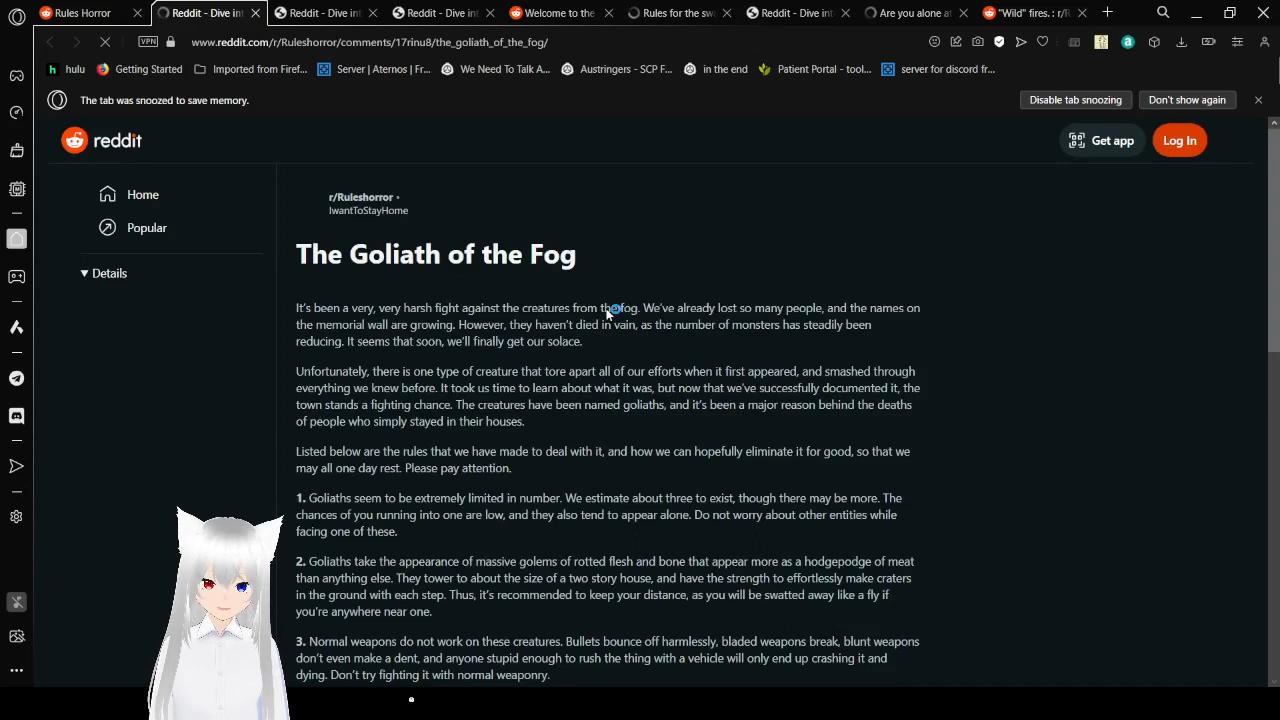 Rules Horror
Reddit - Dive int
Reddit - Dive int
Reddit - Dive int
Welcome to the
Rules for the sw
Reddit - Dive int
Are you alone at
"Wild" fires. : r/R
VPN
www.reddit.com/r/Ruleshorror/comments/17rinu8/the_goliath_of_the_fog/
hulu
Getting Started
Imported from Firef...
Server | Aternos | Fr...
We Need To Talk A...
Austringers - SCP F...
in the end
Patient Portal - tool...
server for discord fr...
The tab was snoozed to save memory.
Disable tab snoozing
Don't show again
reddit
Get app
Log In
Home
Popular
Details
r/Ruleshorror •
IwantToStayHome
The Goliath of the Fog
It's been a very, very harsh fight against the creatures from the fog. We've already lost so many people, and the names on
the memorial wall are growing. However, they haven't died in vain, as the number of monsters has steadily been
reducing. It seems that soon, we'll finally get our solace.
Unfortunately, there is one type of creature that tore apart all of our efforts when it first appeared, and smashed through
everything we knew before. It took us time to learn about what it was, but now that we've successfully documented it, the
town stands a fighting chance. The creatures have been named goliaths, and it's been a major reason behind the deaths
of people who simply stayed in their houses.
Listed below are the rules that we have made to deal with it, and how we can hopefully eliminate it for good, so that we
may all one day rest. Please pay attention.
1. Goliaths seem to be extremely limited in number. We estimate about three to exist, though there may be more. The
chances of you running into one are low, and they also tend to appear alone. Do not worry about other entities while
facing one of these.
2. Goliaths take the appearance of massive golems of rotted flesh and bone that appear more as a hodgepodge of meat
than anything else. They tower to about the size of a two story house, and have the strength to effortlessly make craters
in the ground with each step. Thus, it's recommended to keep your distance, as you will be swatted away like a fly if
you're anywhere near one.
3. Normal weapons do not work on these creatures. Bullets bounce off harmlessly, bladed weapons break, blunt weapons
don't even make a dent, and anyone stupid enough to rush the thing with a vehicle will only end up crashing it and
dying. Don't try fighting it with normal weaponry.